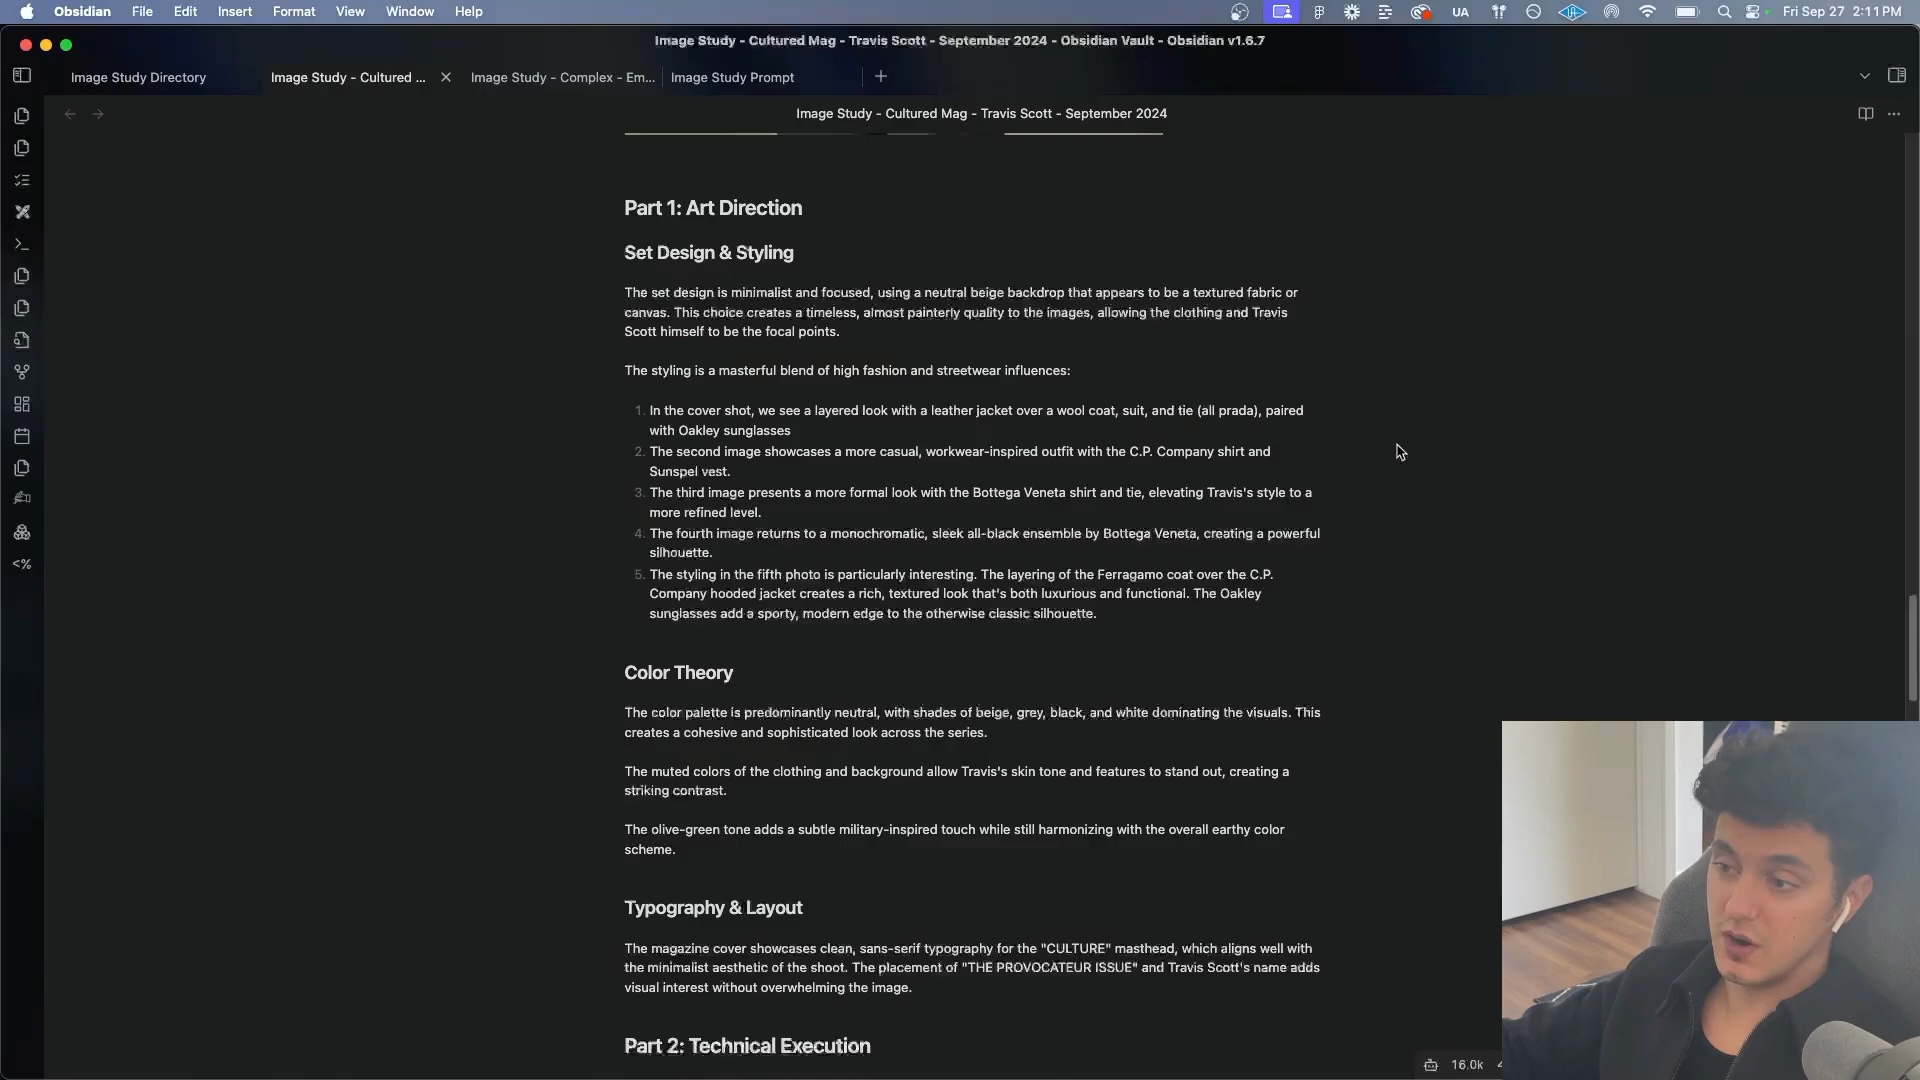 Obsidian File Edit Insert Format View Window Help UA Fri Sep 27 2:11 PM
Image Study - Cultured Mag - Travis Scott - September 2024 - Obsidian Vault - Obsidian v1.6.7
Image Study Directory Image Study - Cultured ... Image Study - Complex - Em... Image Study Prompt
Image Study - Cultured Mag - Travis Scott - September 2024
Part 1: Art Direction
Set Design & Styling
The set design is minimalist and focused, using a neutral beige backdrop that appears to be a textured fabric or
canvas. This choice creates a timeless, almost painterly quality to the images, allowing the clothing and Travis
Scott himself to be the focal points.
The styling is a masterful blend of high fashion and streetwear influences:
1. In the cover shot, we see a layered look with a leather jacket over a wool coat, suit, and tie (all prada), paired
with Oakley sunglasses
2. The second image showcases a more casual, workwear-inspired outfit with the C.P. Company shirt and
Sunspel vest.
3. The third image presents a more formal look with the Bottega Veneta shirt and tie, elevating Travis's style to a
more refined level.
4. The fourth image returns to a monochromatic, sleek all-black ensemble by Bottega Veneta, creating a powerful
silhouette.
5. The styling in the fifth photo is particularly interesting. The layering of the Ferragamo coat over the C.P.
Company hooded jacket creates a rich, textured look that's both luxurious and functional. The Oakley
sunglasses add a sporty, modern edge to the otherwise classic silhouette.
Color Theory
The color palette is predominantly neutral, with shades of beige, grey, black, and white dominating the visuals. This
creates a cohesive and sophisticated look across the series.
The muted colors of the clothing and background allow Travis's skin tone and features to stand out, creating a
striking contrast.
The olive-green tone adds a subtle military-inspired touch while still harmonizing with the overall earthy color
scheme.
Typography & Layout
The magazine cover showcases clean, sans-serif typography for the "CULTURE" masthead, which aligns well with
the minimalist aesthetic of the shoot. The placement of "THE PROVOCATEUR ISSUE" and Travis Scott's name adds
visual interest without overwhelming the image.
Part 2: Technical Execution
16.0k